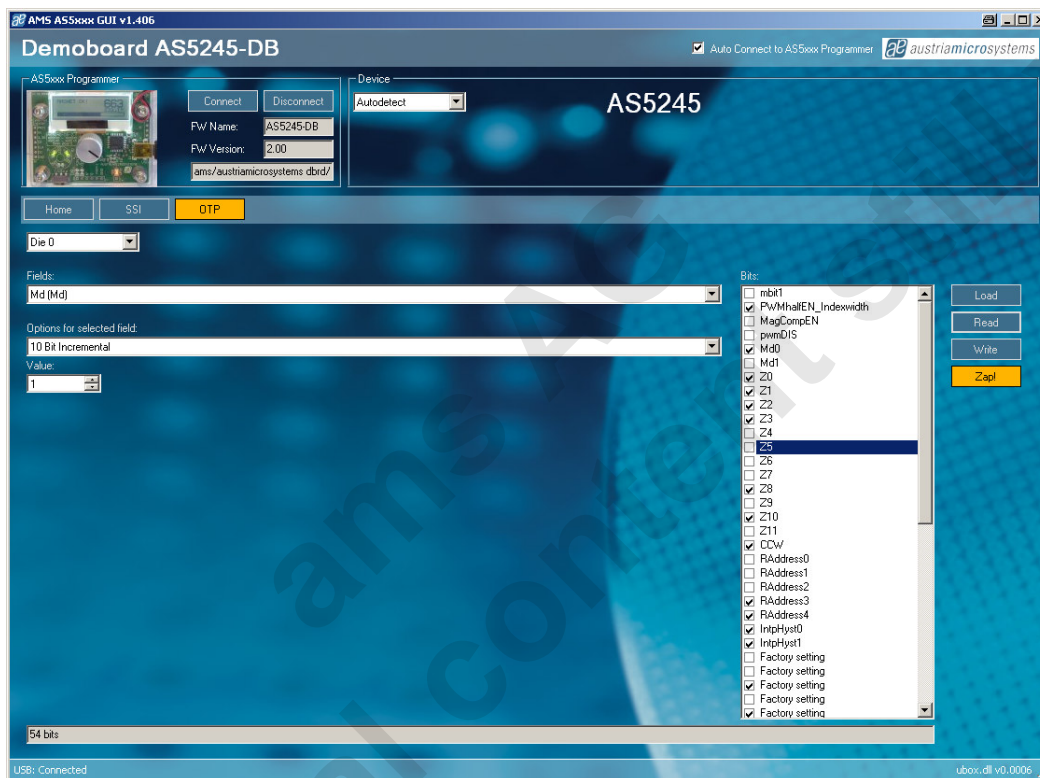 AMS AS5xxx GUI v1.406
Demoboard AS5245-DB
Auto Connect to AS5xxx Programmer
austriamicrosystems
AS5xxx Programmer
Connect
Disconnect
FW Name:
AS5245-DB
FW Version:
2.00
ams/austriamicrosystems dbrd/
Device
Autodetect
AS5245
Home
SSI
OTP
Die 0
Fields:
Md (Md)
Options for selected field:
10 Bit Incremental
Value:
1
Bits:
mbit1
PWMhalfEN_Indexwidth
MagCompEN
pwmDIS
Md0
Md1
Z0
Z1
Z2
Z3
Z4
Z5
Z6
Z7
Z8
Z9
Z10
Z11
CCW
RAddress0
RAddress1
RAddress2
RAddress3
RAddress4
IntpHyst0
IntpHyst1
Factory setting
Factory setting
Factory setting
Factory setting
Factory setting
Load
Read
Write
Zap!
54 bits
USB: Connected
ubox.dll v0.0006
ams AG
al content sti